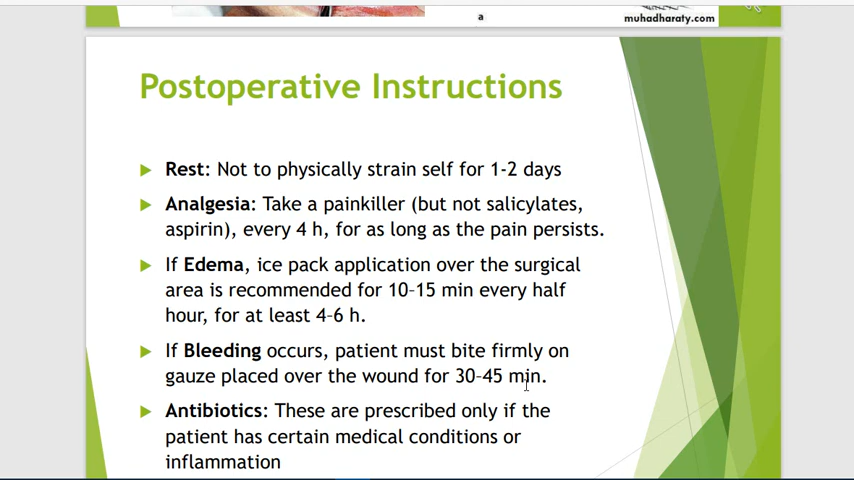 a
muhadharaty.com
Postoperative Instructions
Rest: Not to physically strain self for 1-2 days
Analgesia: Take a painkiller (but not salicylates,
aspirin), every 4 h, for as long as the pain persists.
If Edema, ice pack application over the surgical
area is recommended for 10–15 min every half
hour, for at least 4–6 h.
If Bleeding occurs, patient must bite firmly on
gauze placed over the wound for 30–45 min.
Antibiotics: These are prescribed only if the
patient has certain medical conditions or
inflammation